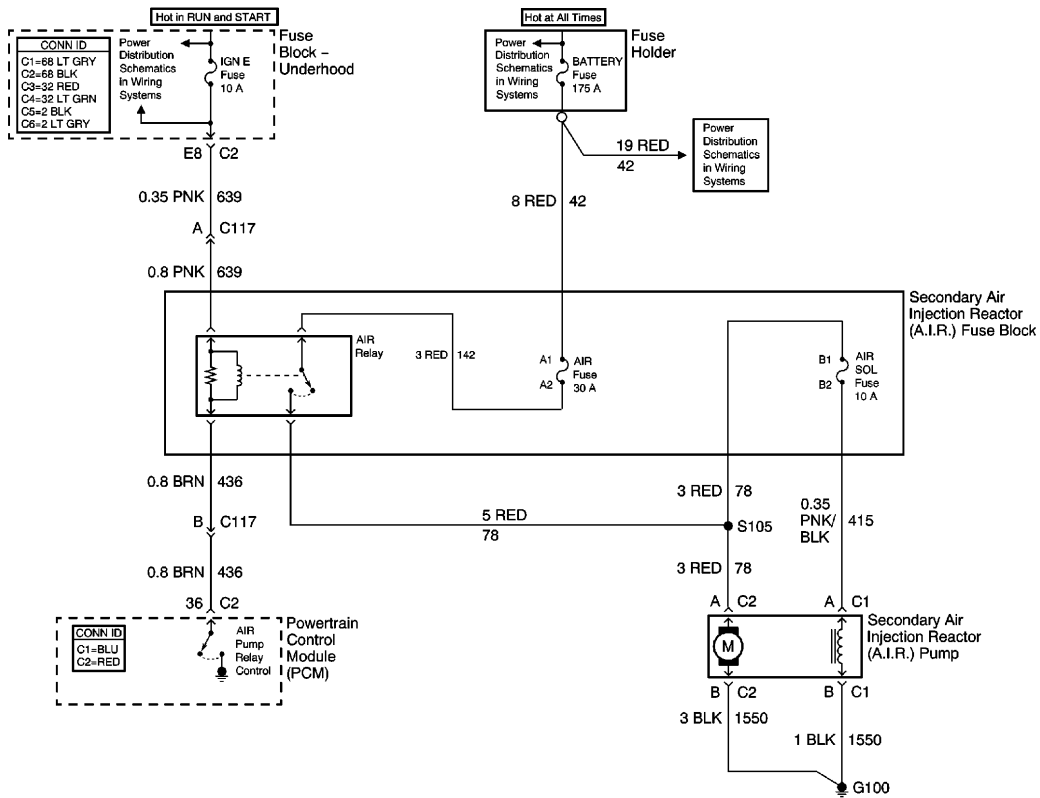 Hot in RUN and START
CONN ID
C1=68 LT GRY
C2=68 BLK
C3=32 RED
C4=32 LT GRN
C5=2 BLK
C6=2 LT GRY
Power
Distribution
Schematics
in Wiring
Systems
IGN E
Fuse
10 A
Fuse
Block –
Underhood
E8 C2
0.35 PNK 639
A C117
0.8 PNK 639
Hot at All Times
Power
Distribution
Schematics
in Wiring
Systems
BATTERY
Fuse
175 A
Fuse
Holder
19 RED
42
Power
Distribution
Schematics
in Wiring
Systems
8 RED 42
Secondary Air
Injection Reactor
(A.I.R.) Fuse Block
AIR
Relay
3 RED 142
A1
A2
AIR
Fuse
30 A
B1
B2
AIR
SOL
Fuse
10 A
0.8 BRN 436
B C117
0.8 BRN 436
36 C2
5 RED
78
3 RED 78
S105
3 RED 78
0.35
PNK/
BLK
415
CONN ID
C1=BLU
C2=RED
AIR
Pump
Relay
Control
Powertrain
Control
Module
(PCM)
A C2
A C1
M
Secondary Air
Injection Reactor
(A.I.R.) Pump
B C2
B C1
3 BLK 1550
1 BLK 1550
G100